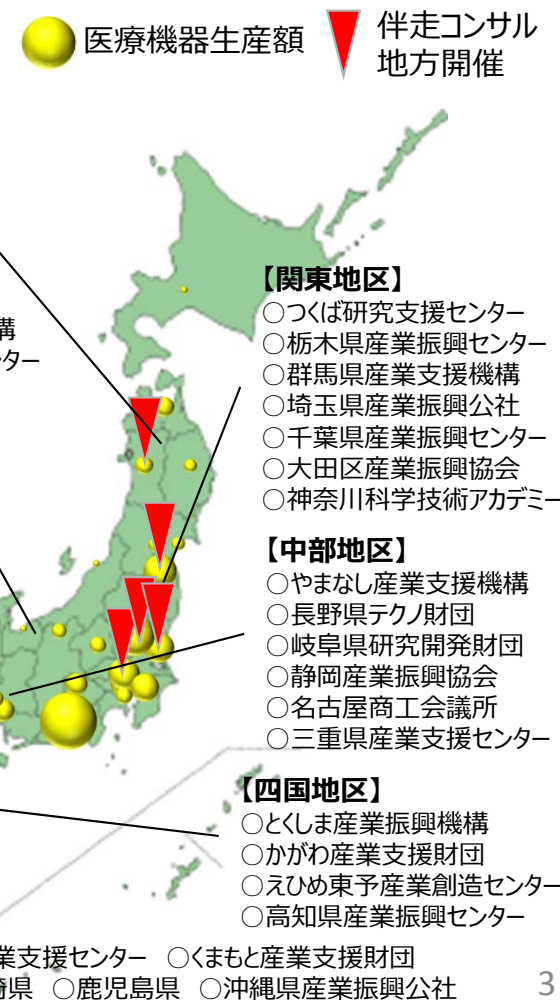 医療機器生産額
伴走コンサル
地方開催
構
ター
【関東地区】
○つくば研究支援センター
○栃木県産業振興センター
○群馬県産業支援機構
○埼玉県産業振興公社
○千葉県産業振興センター
○大田区産業振興協会
○神奈川科学技術アカデミー
【中部地区】
○やまなし産業支援機構
○長野県テクノ財団
○岐阜県研究開発財団
○静岡産業振興協会
○名古屋商工会議所
○三重県産業支援センター
【四国地区】
○とくしま産業振興機構
○かがわ産業支援財団
○えひめ東予産業創造センター
○高知県産業振興センター
業支援センター ○くまもと産業支援財団
崎県 ○鹿児島県 ○沖縄県産業振興公社
3